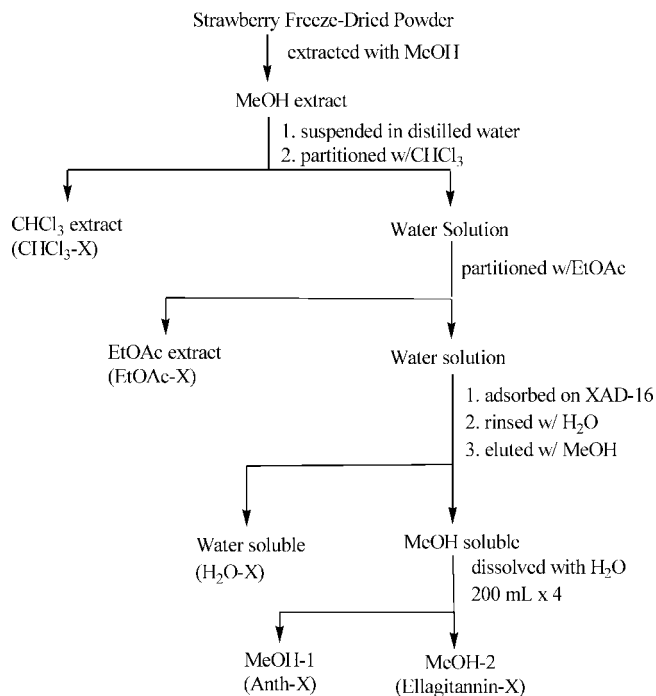 Strawberry Freeze-Dried Powder
extracted with MeOH
MeOH extract
1. suspended in distilled water
2. partitioned w/CHCl₃
CHCl₃ extract
(CHCl₃-X)
Water Solution
partitioned w/EtOAc
EtOAc extract
(EtOAc-X)
Water solution
1. adsorbed on XAD-16
2. rinsed w/ H₂O
3. eluted w/ MeOH
Water soluble
(H₂O-X)
MeOH soluble
dissolved with H₂O
200 mL x 4
MeOH-1
(Anth-X)
MeOH-2
(Ellagitannin-X)